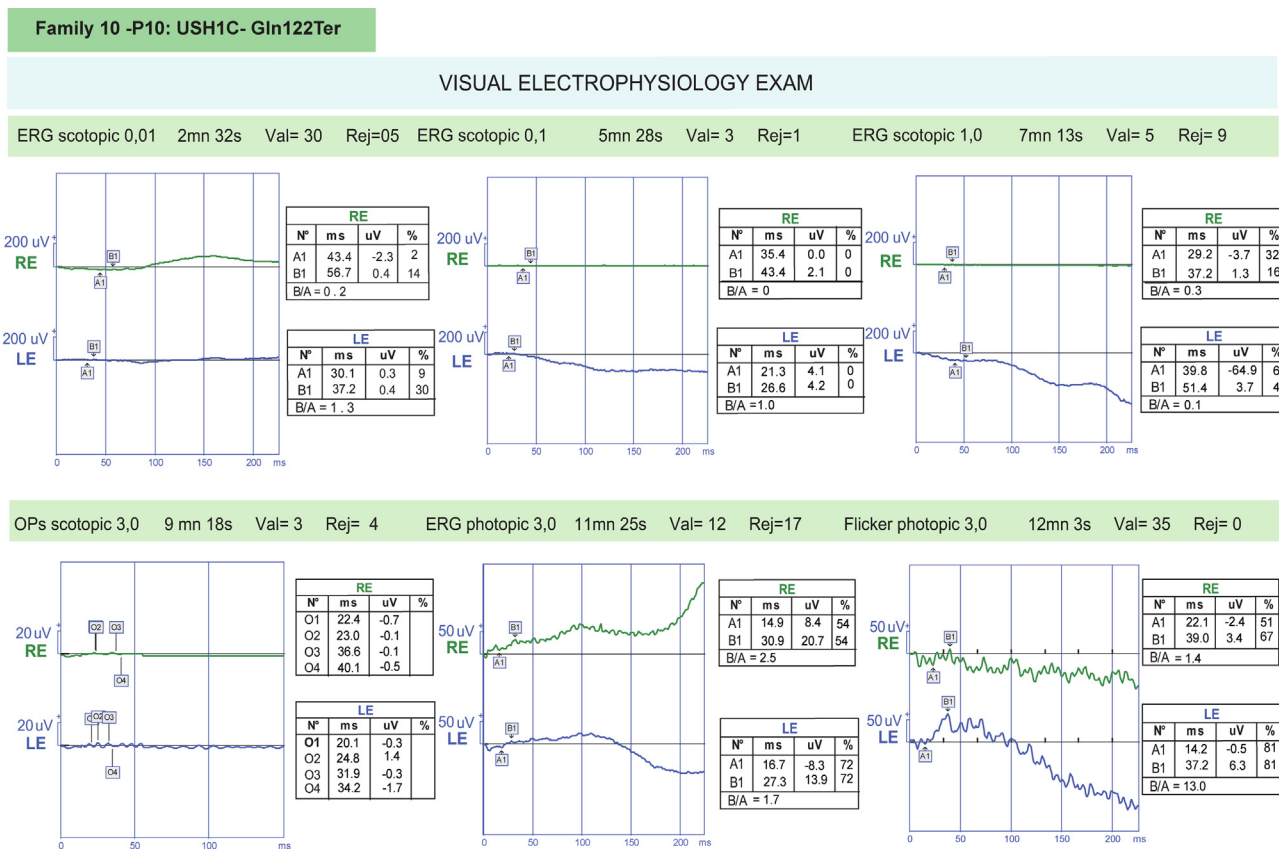 Family 10 -P10: USH1C- Gln122Ter
VISUAL ELECTROPHYSIOLOGY EXAM
ERG scotopic 0,01 2mn 32s Val= 30 Rej=05 ERG scotopic 0,1 5mn 28s Val= 3 Rej=1 ERG scotopic 1,0 7mn 13s Val= 5 Rej= 9
200 uV
RE
B1
A1
200 uV
LE
B1
A1
0 50 100 150 200 ms
RE
N° ms uV %
A1 43.4 -2.3 2
B1 56.7 0.4 14
B/A = 0 . 2
LE
N° ms uV %
A1 30.1 0.3 9
B1 37.2 0.4 30
B/A = 1 . 3
200 uV
RE
B1
A1
200 uV
LE
B1
A1
0 50 100 150 200 ms
RE
N° ms uV %
A1 35.4 0.0 0
B1 43.4 2.1 0
B/A = 0
LE
N° ms uV %
A1 21.3 4.1 0
B1 26.6 4.2 0
B/A =1.0
200 uV
RE
B1
A1
200 uV
LE
B1
A1
0 50 100 150 200 ms
RE
N° ms uV %
A1 29.2 -3.7 32
B1 37.2 1.3 16
B/A = 0.3
LE
N° ms uV %
A1 39.8 -64.9 6
B1 51.4 3.7 4
B/A = 0.1
OPs scotopic 3,0 9 mn 18s Val= 3 Rej= 4 ERG photopic 3,0 11mn 25s Val= 12 Rej=17 Flicker photopic 3,0 12mn 3s Val= 35 Rej= 0
20 uV
RE
O2 O3
O4
20 uV
LE
O2 O3
O4
0 50 100 ms
RE
N° ms uV %
O1 22.4 -0.7
O2 23.0 -0.1
O3 36.6 -0.1
O4 40.1 -0.5
LE
N° ms uV %
O1 20.1 -0.3
O2 24.8 1.4
O3 31.9 -0.3
O4 34.2 -1.7
50 uV
RE
B1
A1
50 uV
LE
B1
A1
0 50 100 150 200 ms
RE
N° ms uV %
A1 14.9 8.4 54
B1 30.9 20.7 54
B/A = 2.5
LE
N° ms uV %
A1 16.7 -8.3 72
B1 27.3 13.9 72
B/A = 1.7
50 uV
RE
B1
A1
50 uV
LE
B1
A1
0 50 100 150 200 ms
RE
N° ms uV %
A1 22.1 -2.4 51
B1 39.0 3.4 67
B/A = 1.4
LE
N° ms uV %
A1 14.2 -0.5 81
B1 37.2 6.3 81
B/A = 13.0